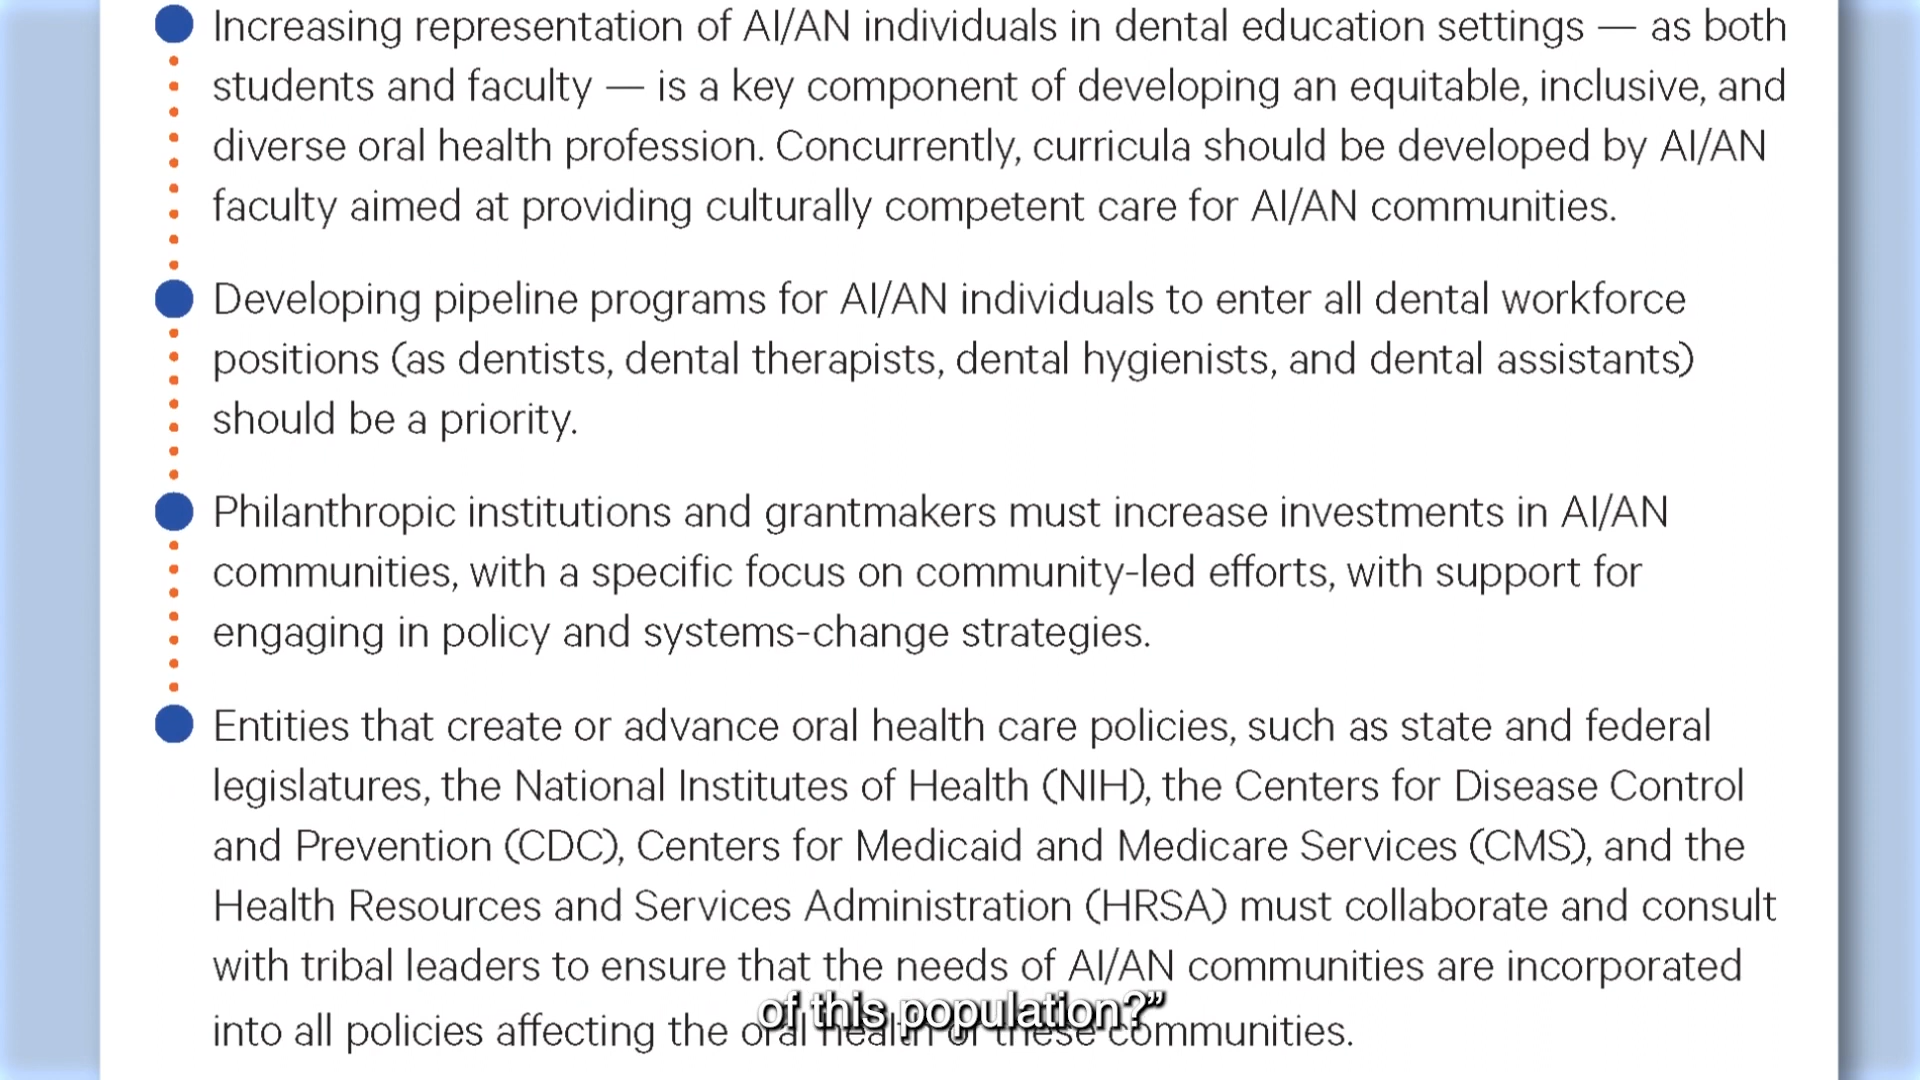 Increasing representation of AI/AN individuals in dental education settings — as both
students and faculty — is a key component of developing an equitable, inclusive, and
diverse oral health profession. Concurrently, curricula should be developed by AI/AN
faculty aimed at providing culturally competent care for AI/AN communities.
Developing pipeline programs for AI/AN individuals to enter all dental workforce
positions (as dentists, dental therapists, dental hygienists, and dental assistants)
should be a priority.
Philanthropic institutions and grantmakers must increase investments in AI/AN
communities, with a specific focus on community-led efforts, with support for
engaging in policy and systems-change strategies.
Entities that create or advance oral health care policies, such as state and federal
legislatures, the National Institutes of Health (NIH), the Centers for Disease Control
and Prevention (CDC), Centers for Medicaid and Medicare Services (CMS), and the
Health Resources and Services Administration (HRSA) must collaborate and consult
with tribal leaders to ensure that the needs of AI/AN communities are incorporated
of this population?”
into all policies affecting the oral health of these communities.